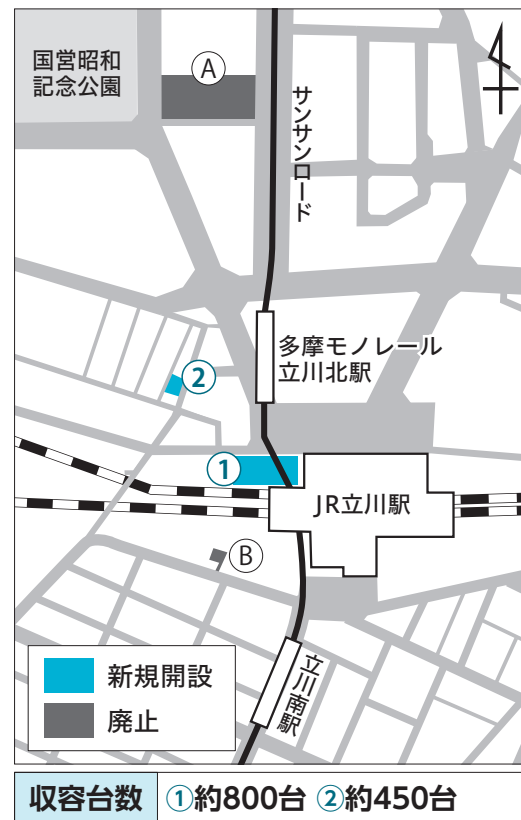 国営昭和
記念公園
Ⓐ
サンサンロード
多摩モノレール
立川北駅
②
①
JR立川駅
Ⓑ
立川南駅
新規開設
廃止
収容台数 ①約800台 ②約450台